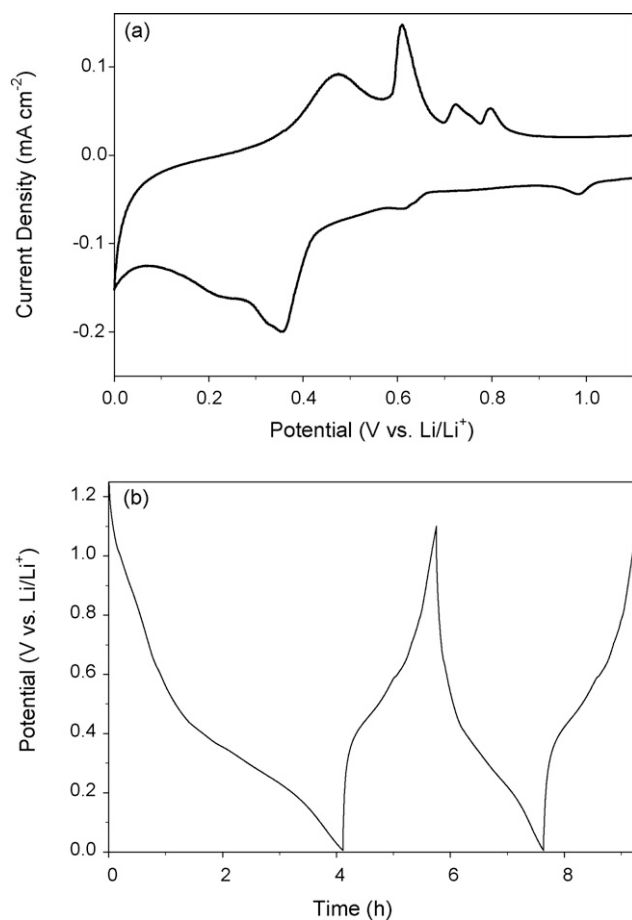 (a)
0.1
0.0
-0.1
-0.2
Current Density (mA cm⁻²)
0.0 0.2 0.4 0.6 0.8 1.0
Potential (V vs. Li/Li⁺)
(b)
1.2
1.0
0.8
0.6
0.4
0.2
0.0
Potential (V vs. Li/Li⁺)
0 2 4 6 8
Time (h)